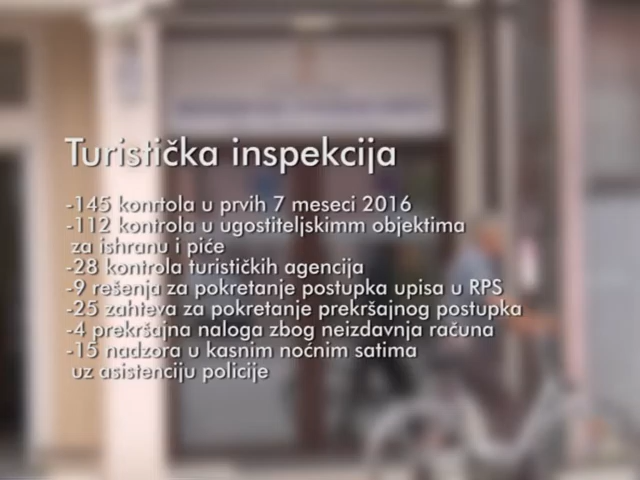 Turistička inspekcija
-145 konrtola u prvih 7 meseci 2016
-112 kontrola u ugostiteljskimm objektima
za ishranu i piće
-28 kontrola turističkih agencija
-9 rešenja za pokretanje postupka upisa u RPS
-25 zahteva za pokretanje prekršajnog postupka
-4 prekršajna naloga zbog neizdavnja računa
-15 nadzora u kasnim noćnim satima
uz asistenciju policije